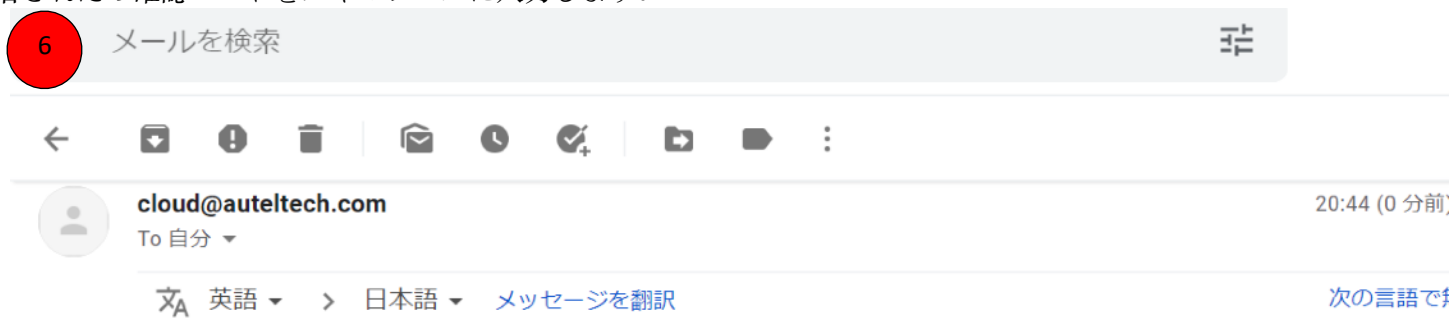 6 メールを検索
cloud@auteltech.com
20:44 (0 分前)
To 自分
英語 > 日本語 メッセージを翻訳
次の言語で